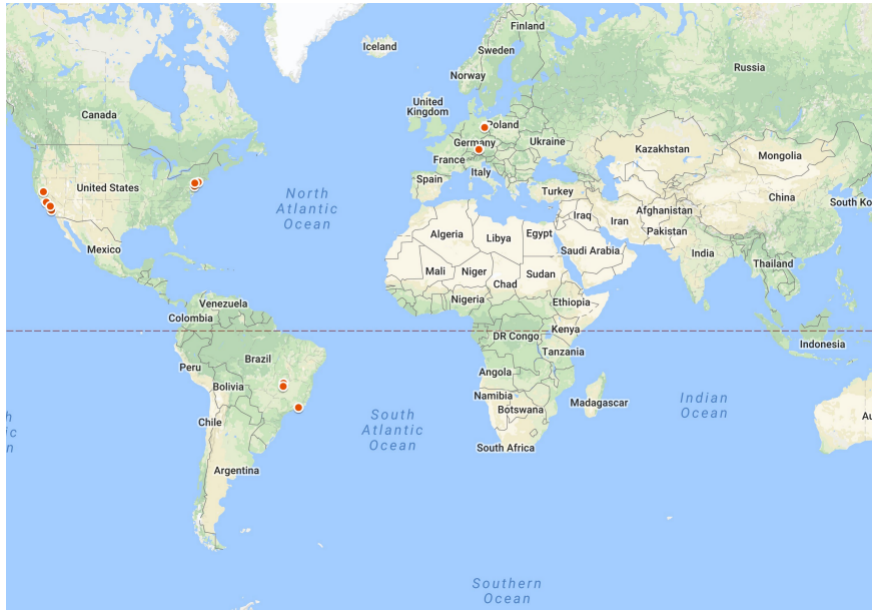 Finland
Iceland
Sweden
Russia
Norway
Canada
United
Kingdom
Poland
Germany
Ukraine
Kazakhstan
France
Mongolia
United States
North
Atlantic
Ocean
Italy
Spain
Turkey
China
South Ko
Iraq
Iran
Afghanistan
Pakistan
Algeria
Libya
Egypt
Mexico
Saudi Arabia
India
Mali
Niger
Sudan
Thailand
Chad
Venezuela
Nigeria
Ethiopia
Colombia
DR Congo
Kenya
Indonesia
Tanzania
Brazil
Peru
Angola
Bolivia
Namibia
Botswana
Madagascar
Indian
Ocean
South
Atlantic
Ocean
h
ic
n
Chile
Au
South Africa
Argentina
Southern
Ocean